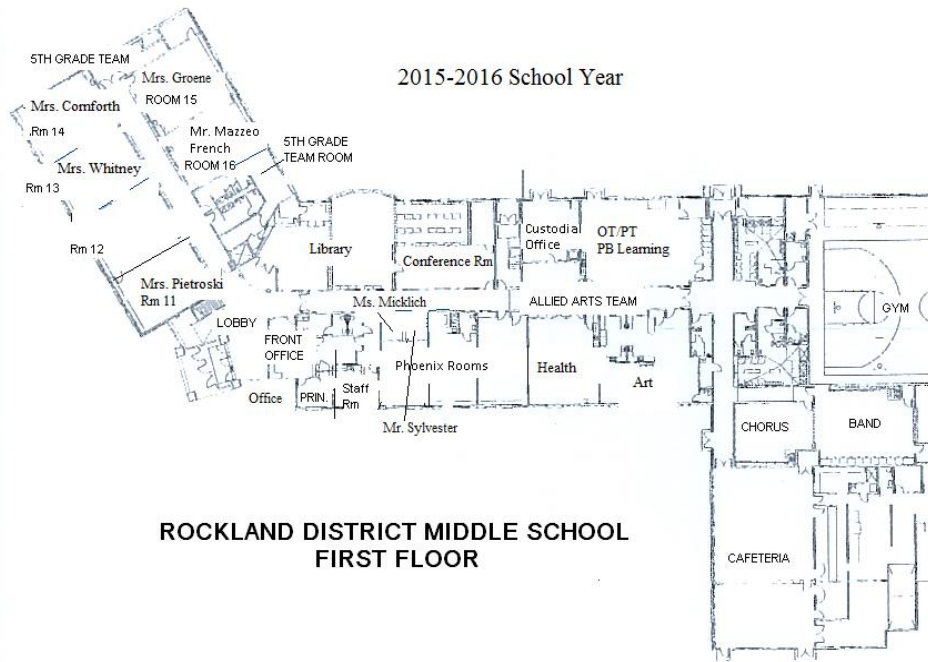 2015-2016 School Year
5TH GRADE TEAM
Mrs. Groene
ROOM 15
Mrs. Cornforth
Rm 14
Mr. Mazzeo
French
ROOM 16
5TH GRADE
TEAM ROOM
Mrs. Whitney
Rm 13
Rm 12
Mrs. Pietroski
Rm 11
Library
Conference Rm
Custodial
Office
OT/PT
PB Learning
Ms. Micklich
ALLIED ARTS TEAM
GYM
LOBBY
FRONT
OFFICE
Phoenix Rooms
Health
Art
Office
PRIN.
Staff
Rm
Mr. Sylvester
CHORUS
BAND
CAFETERIA
ROCKLAND DISTRICT MIDDLE SCHOOL
FIRST FLOOR